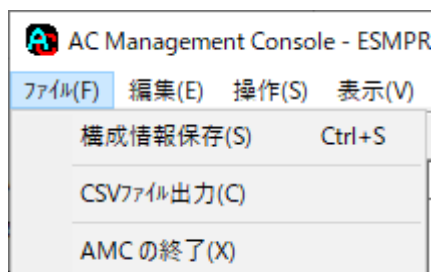 AC Management Console - ESMPR
ﾌｧｲﾙ(F) 編集(E) 操作(S) 表示(V)
構成情報保存(S) Ctrl+S
CSVﾌｧｲﾙ出力(C)
AMC の終了(X)